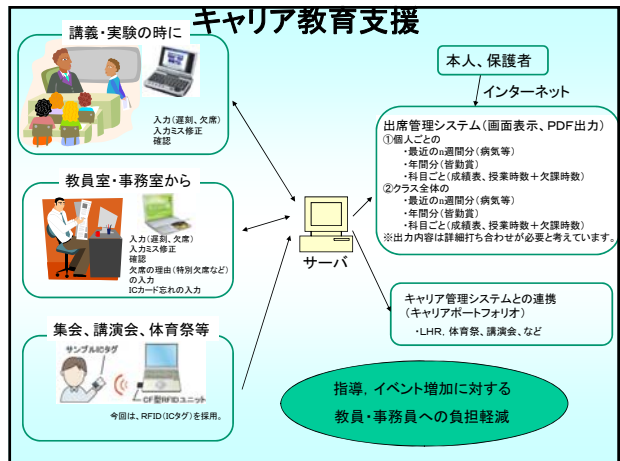 キャリア教育支援
講義・実験の時に
入力（遅刻、欠席）
入力ミス修正
確認
教員室・事務室から
入力（遅刻、欠席）
入力ミス修正
確認
欠席の理由（特別欠席など）
の入力
ICカード忘れの入力
集会、講演会、体育祭等
サンプルICタグ
CF型RFIDユニット
今回は、RFID（ICタグ）を採用。
サーバ
本人、保護者
インターネット
出席管理システム（画面表示、PDF出力）
①個人ごとの
・最近のn週間分（病気等）
・年間分（皆勤賞）
・科目ごと（成績表、授業時数＋欠課時数）
②クラス全体の
・最近のn週間分（病気等）
・年間分（皆勤賞）
・科目ごと（成績表、授業時数＋欠課時数）
※出力内容は詳細打ち合わせが必要と考えています。
キャリア管理システムとの連携
（キャリアポートフォリオ）
・LHR，体育祭、講演会、など
指導，イベント増加に対する
教員・事務員への負担軽減